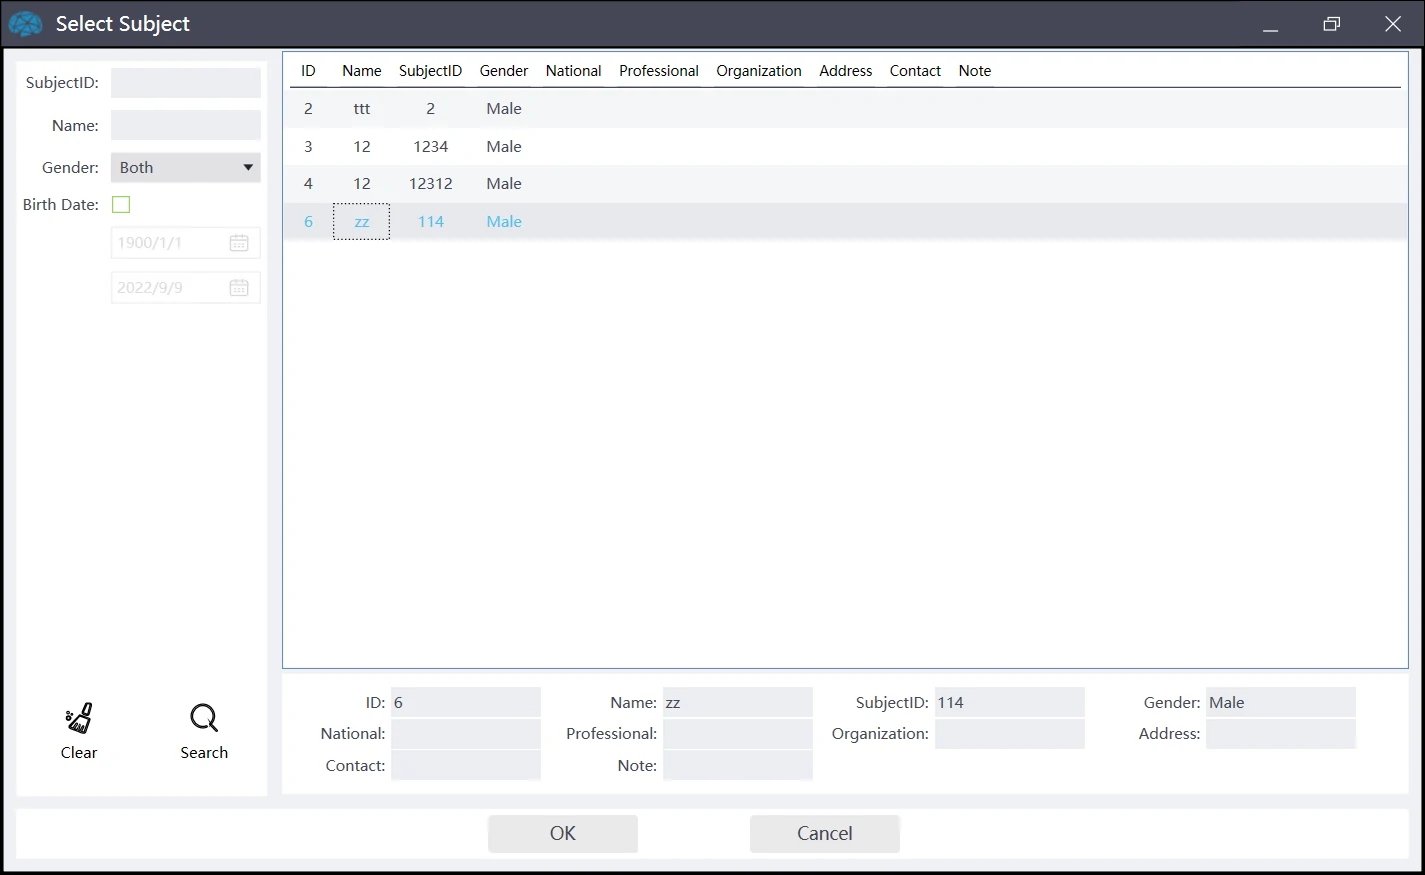 Select Subject
SubjectID:
Name:
Gender: Both
Birth Date:
1900/1/1
2022/9/9
Clear Search
ID Name SubjectID Gender National Professional Organization Address Contact Note
2 ttt 2 Male
3 12 1234 Male
4 12 12312 Male
6 zz 114 Male
ID: 6 Name: zz SubjectID: 114 Gender: Male
National: Professional: Organization: Address:
Contact: Note:
OK Cancel